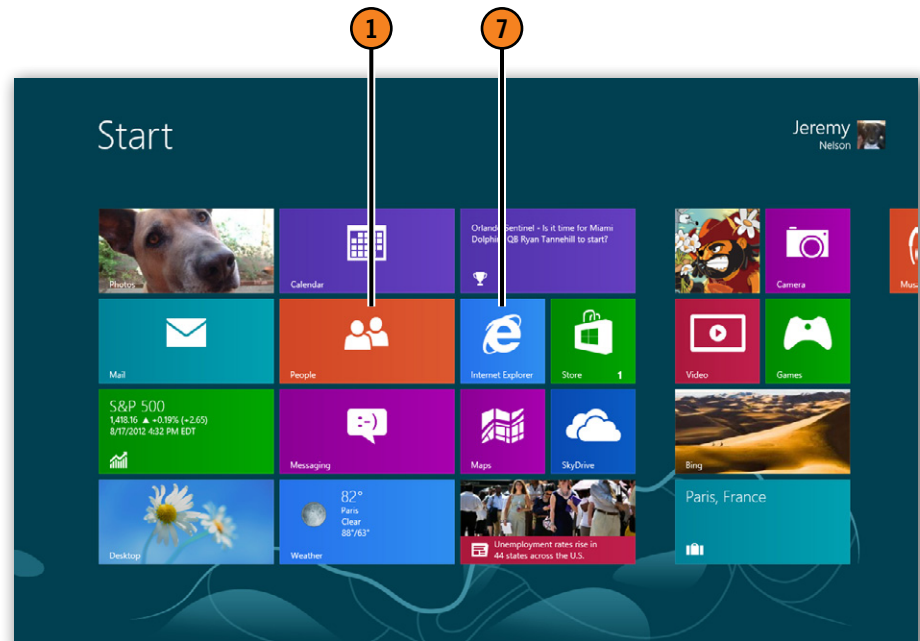 1
7
Start
Jeremy
Nelson
Photos
Calendar
Orlando Sentinel - Is it time for Miami
Dolphins QB Ryan Tannehill to start?
Camera
Mail
People
Internet Explorer
Store 1
Video
Games
S&P 500
1,418.16 ▲ +0.19% (+2.65)
8/17/2012 4:32 PM EDT
Messaging
Maps
SkyDrive
Bing
Desktop
82°
Paris
Clear
88°/63°
Weather
Unemployment rates rise in
44 states across the U.S.
Paris, France